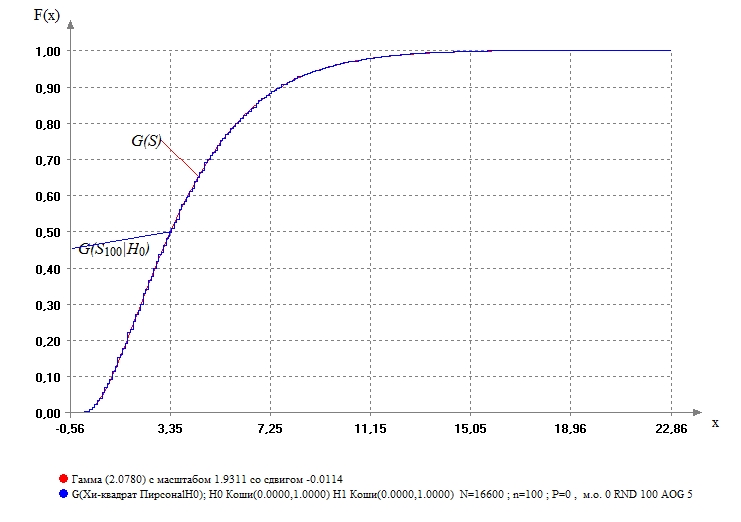 F(x)
1,00
0,90
0,80
G(S)
0,70
0,60
0,50
G(S100|H0)
0,40
0,30
0,20
0,10
0,00
-0,56 3,35 7,25 11,15 15,05 18,96 22,86
x
Гамма (2.0780) с масштабом 1.9311 со сдвигом -0.0114
G(Хи-квадрат Пирсона|H0); H0 Коши(0.0000,1.0000) H1 Коши(0.0000,1.0000) N=16600 ; n=100 ; P=0 , м.о. 0 RND 100 AOG 5